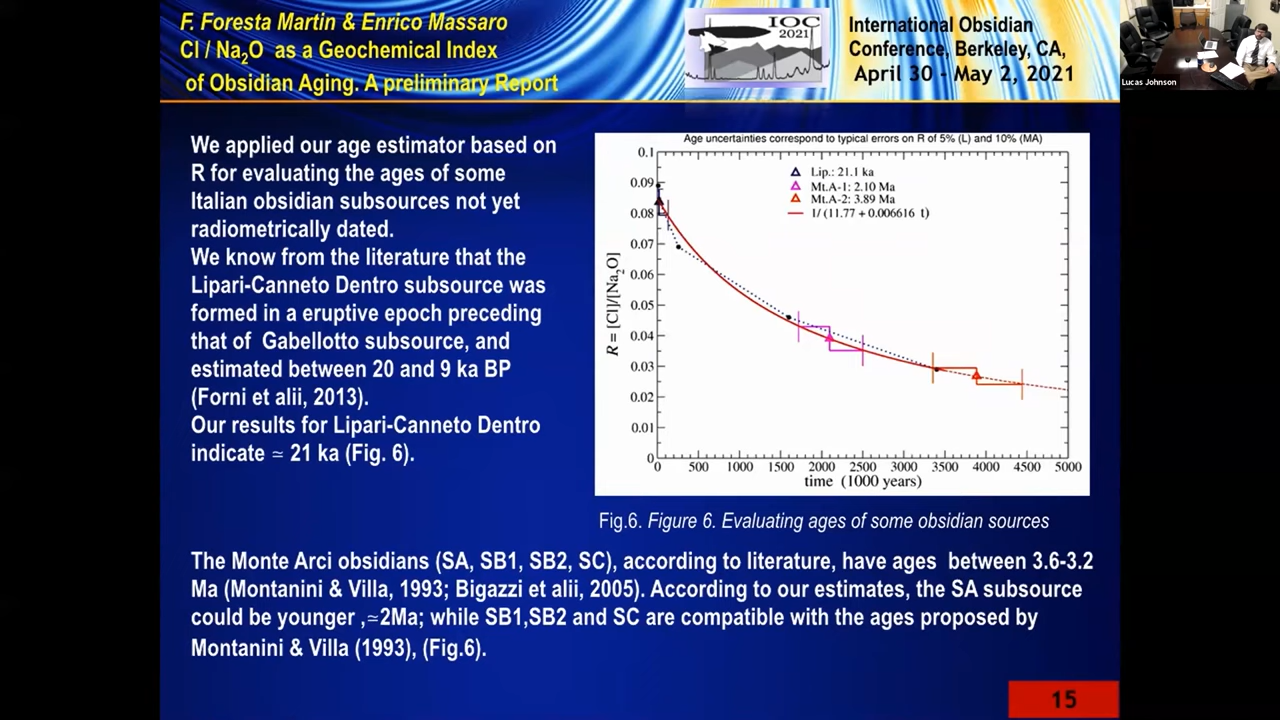 F. Foresta Martin & Enrico Massaro
Cl / Na₂O as a Geochemical Index
of Obsidian Aging. A preliminary Report
IOC
2021
International Obsidian
Conference, Berkeley, CA,
April 30 - May 2, 2021
Lucas Johnson
We applied our age estimator based on
R for evaluating the ages of some
Italian obsidian subsources not yet
radiometrically dated.
We know from the literature that the
Lipari-Canneto Dentro subsource was
formed in a eruptive epoch preceding
that of Gabellotto subsource, and
estimated between 20 and 9 ka BP
(Forni et alii, 2013).
Our results for Lipari-Canneto Dentro
indicate ≃ 21 ka (Fig. 6).
Age uncertainties correspond to typical errors on R of 5% (L) and 10% (MA)
Lip.: 21.1 ka
Mt.A-1: 2.10 Ma
Mt.A-2: 3.89 Ma
1/ (11.77 + 0.006616 t)
0.1
0.09
0.08
0.07
0.06
0.05
0.04
0.03
0.02
0.01
0
R = [Cl]/[Na₂O]
0 500 1000 1500 2000 2500 3000 3500 4000 4500 5000
time (1000 years)
Fig.6. Figure 6. Evaluating ages of some obsidian sources
The Monte Arci obsidians (SA, SB1, SB2, SC), according to literature, have ages between 3.6-3.2
Ma (Montanini & Villa, 1993; Bigazzi et alii, 2005). According to our estimates, the SA subsource
could be younger ,≃2Ma; while SB1,SB2 and SC are compatible with the ages proposed by
Montanini & Villa (1993), (Fig.6).
15